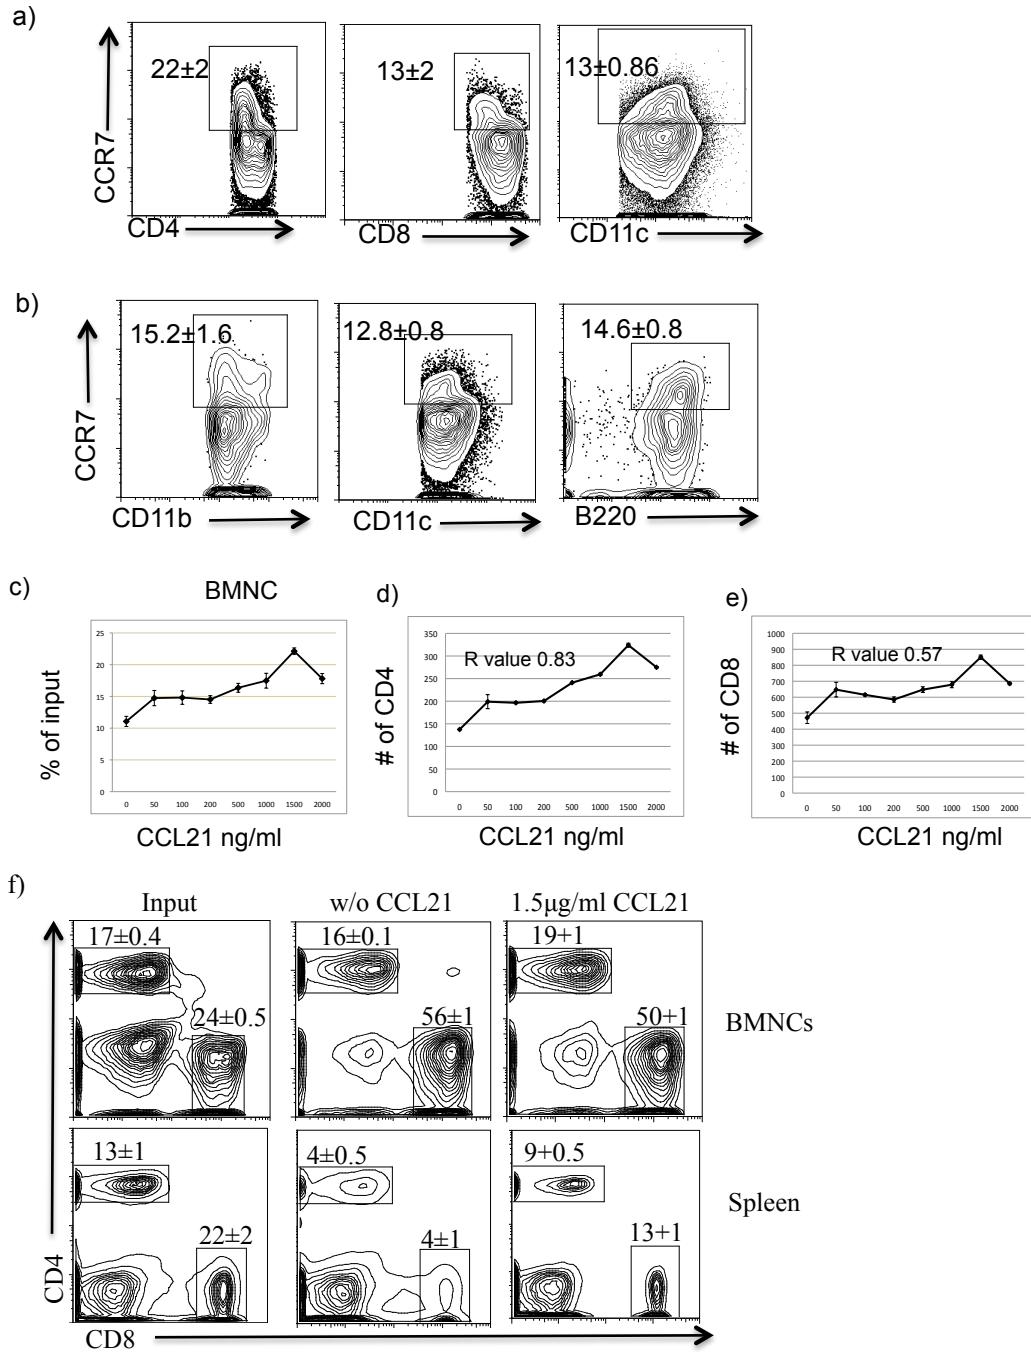 a)
22±2
13±2
13±0.86
CCR7
CD4
CD8
CD11c
b)
15.2±1.6
12.8±0.8
14.6±0.8
CCR7
CD11b
CD11c
B220
c)
BMNC
d)
e)
25
20
15
10
5
0
% of input
0 50 100 200 500 1000 1500 2000
CCL21 ng/ml
350
300
250
200
150
100
50
0
R value 0.83
# of CD4
0 50 100 200 500 1000 1500 2000
CCL21 ng/ml
1000
900
800
700
600
500
400
300
200
100
0
R value 0.57
# of CD8
0 50 100 200 500 1000 1500 2000
CCL21 ng/ml
f)
Input
w/o CCL21
1.5µg/ml CCL21
17±0.4
16±0.1
19+1
24±0.5
56±1
50+1
BMNCs
13±1
4±0.5
9+0.5
22±2
4±1
13+1
Spleen
CD4
CD8